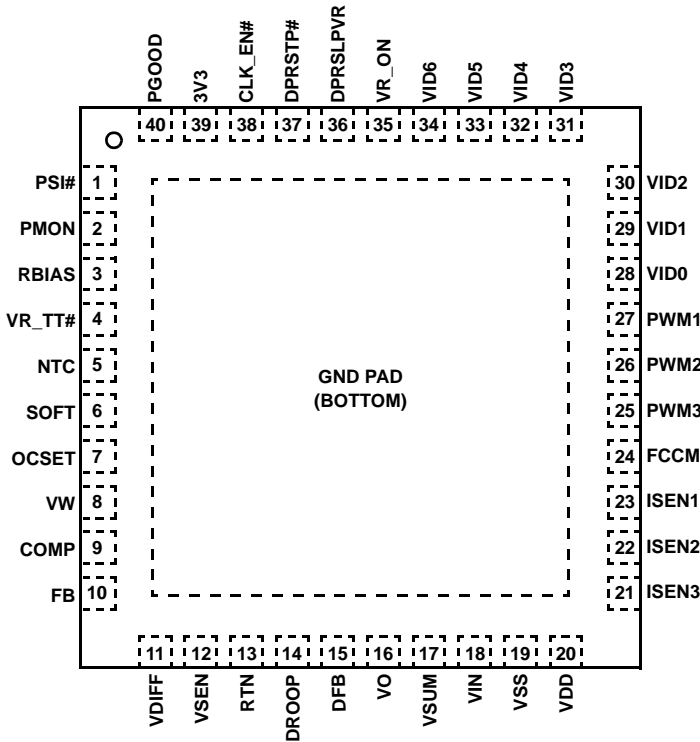 PGOOD
3V3
CLK_EN#
DPRSTP#
DPRSLPVR
VR_ON
VID6
VID5
VID4
VID3
40 39 38 37 36 35 34 33 32 31
PSI# 1
PMON 2
RBIAS 3
VR_TT# 4
NTC 5
SOFT 6
OCSET 7
VW 8
COMP 9
FB 10
GND PAD
(BOTTOM)
30 VID2
29 VID1
28 VID0
27 PWM1
26 PWM2
25 PWM3
24 FCCM
23 ISEN1
22 ISEN2
21 ISEN3
11 12 13 14 15 16 17 18 19 20
VDIFF
VSEN
RTN
DROOP
DFB
VO
VSUM
VIN
VSS
VDD